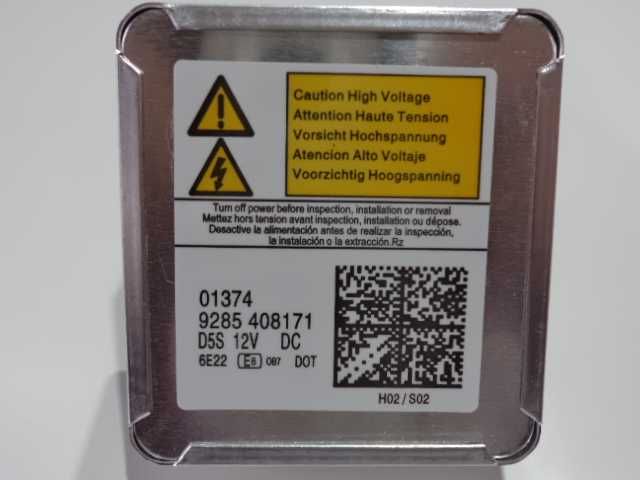 Caution High Voltage
Attention Haute Tension
Vorsicht Hochspannung
Atencion Alto Voltaje
Voorzichtig Hoogspanning
Turn off power before inspection, installation or removal
Mettez hors tension avant inspection, installation ou dépose.
Desactive la alimentación antes de realizar la inspección,
la instalación o la extracción.Rz
01374
9285 408171
D5S 12V DC
6E22 E8 087 DOT
H02 / S02